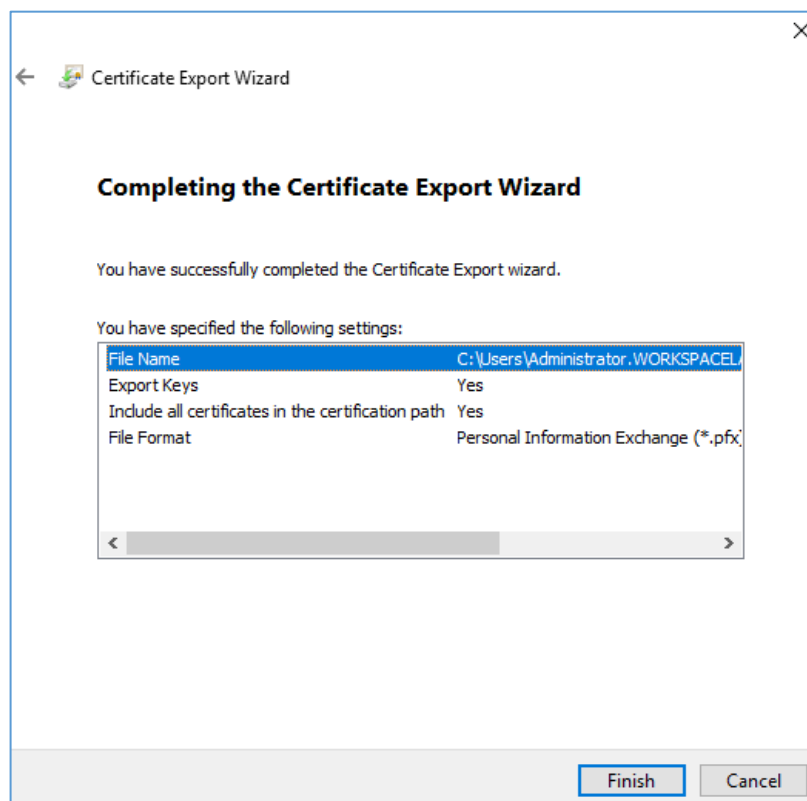 Certificate Export Wizard
Completing the Certificate Export Wizard
You have successfully completed the Certificate Export wizard.
You have specified the following settings:
File Name C:\Users\Administrator.WORKSPACELA
Export Keys Yes
Include all certificates in the certification path Yes
File Format Personal Information Exchange (*.pfx)
Finish Cancel